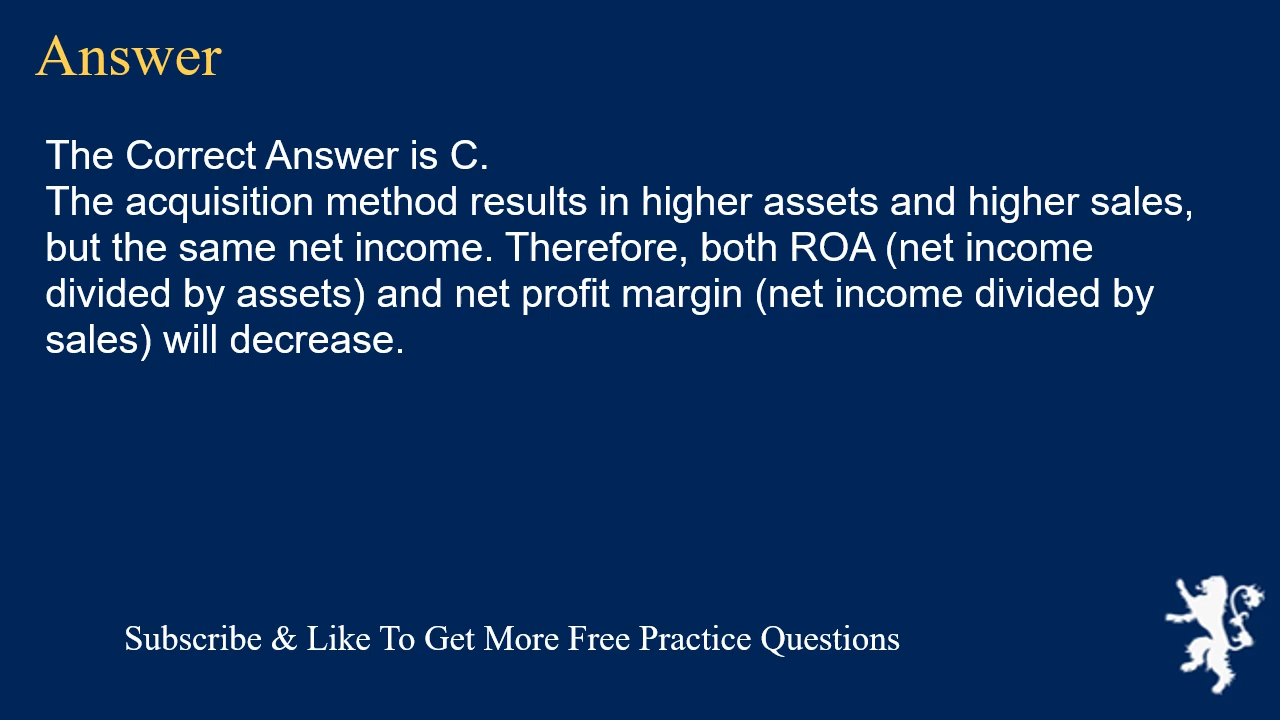 Answer
The Correct Answer is C.
The acquisition method results in higher assets and higher sales,
but the same net income. Therefore, both ROA (net income
divided by assets) and net profit margin (net income divided by
sales) will decrease.
Subscribe & Like To Get More Free Practice Questions